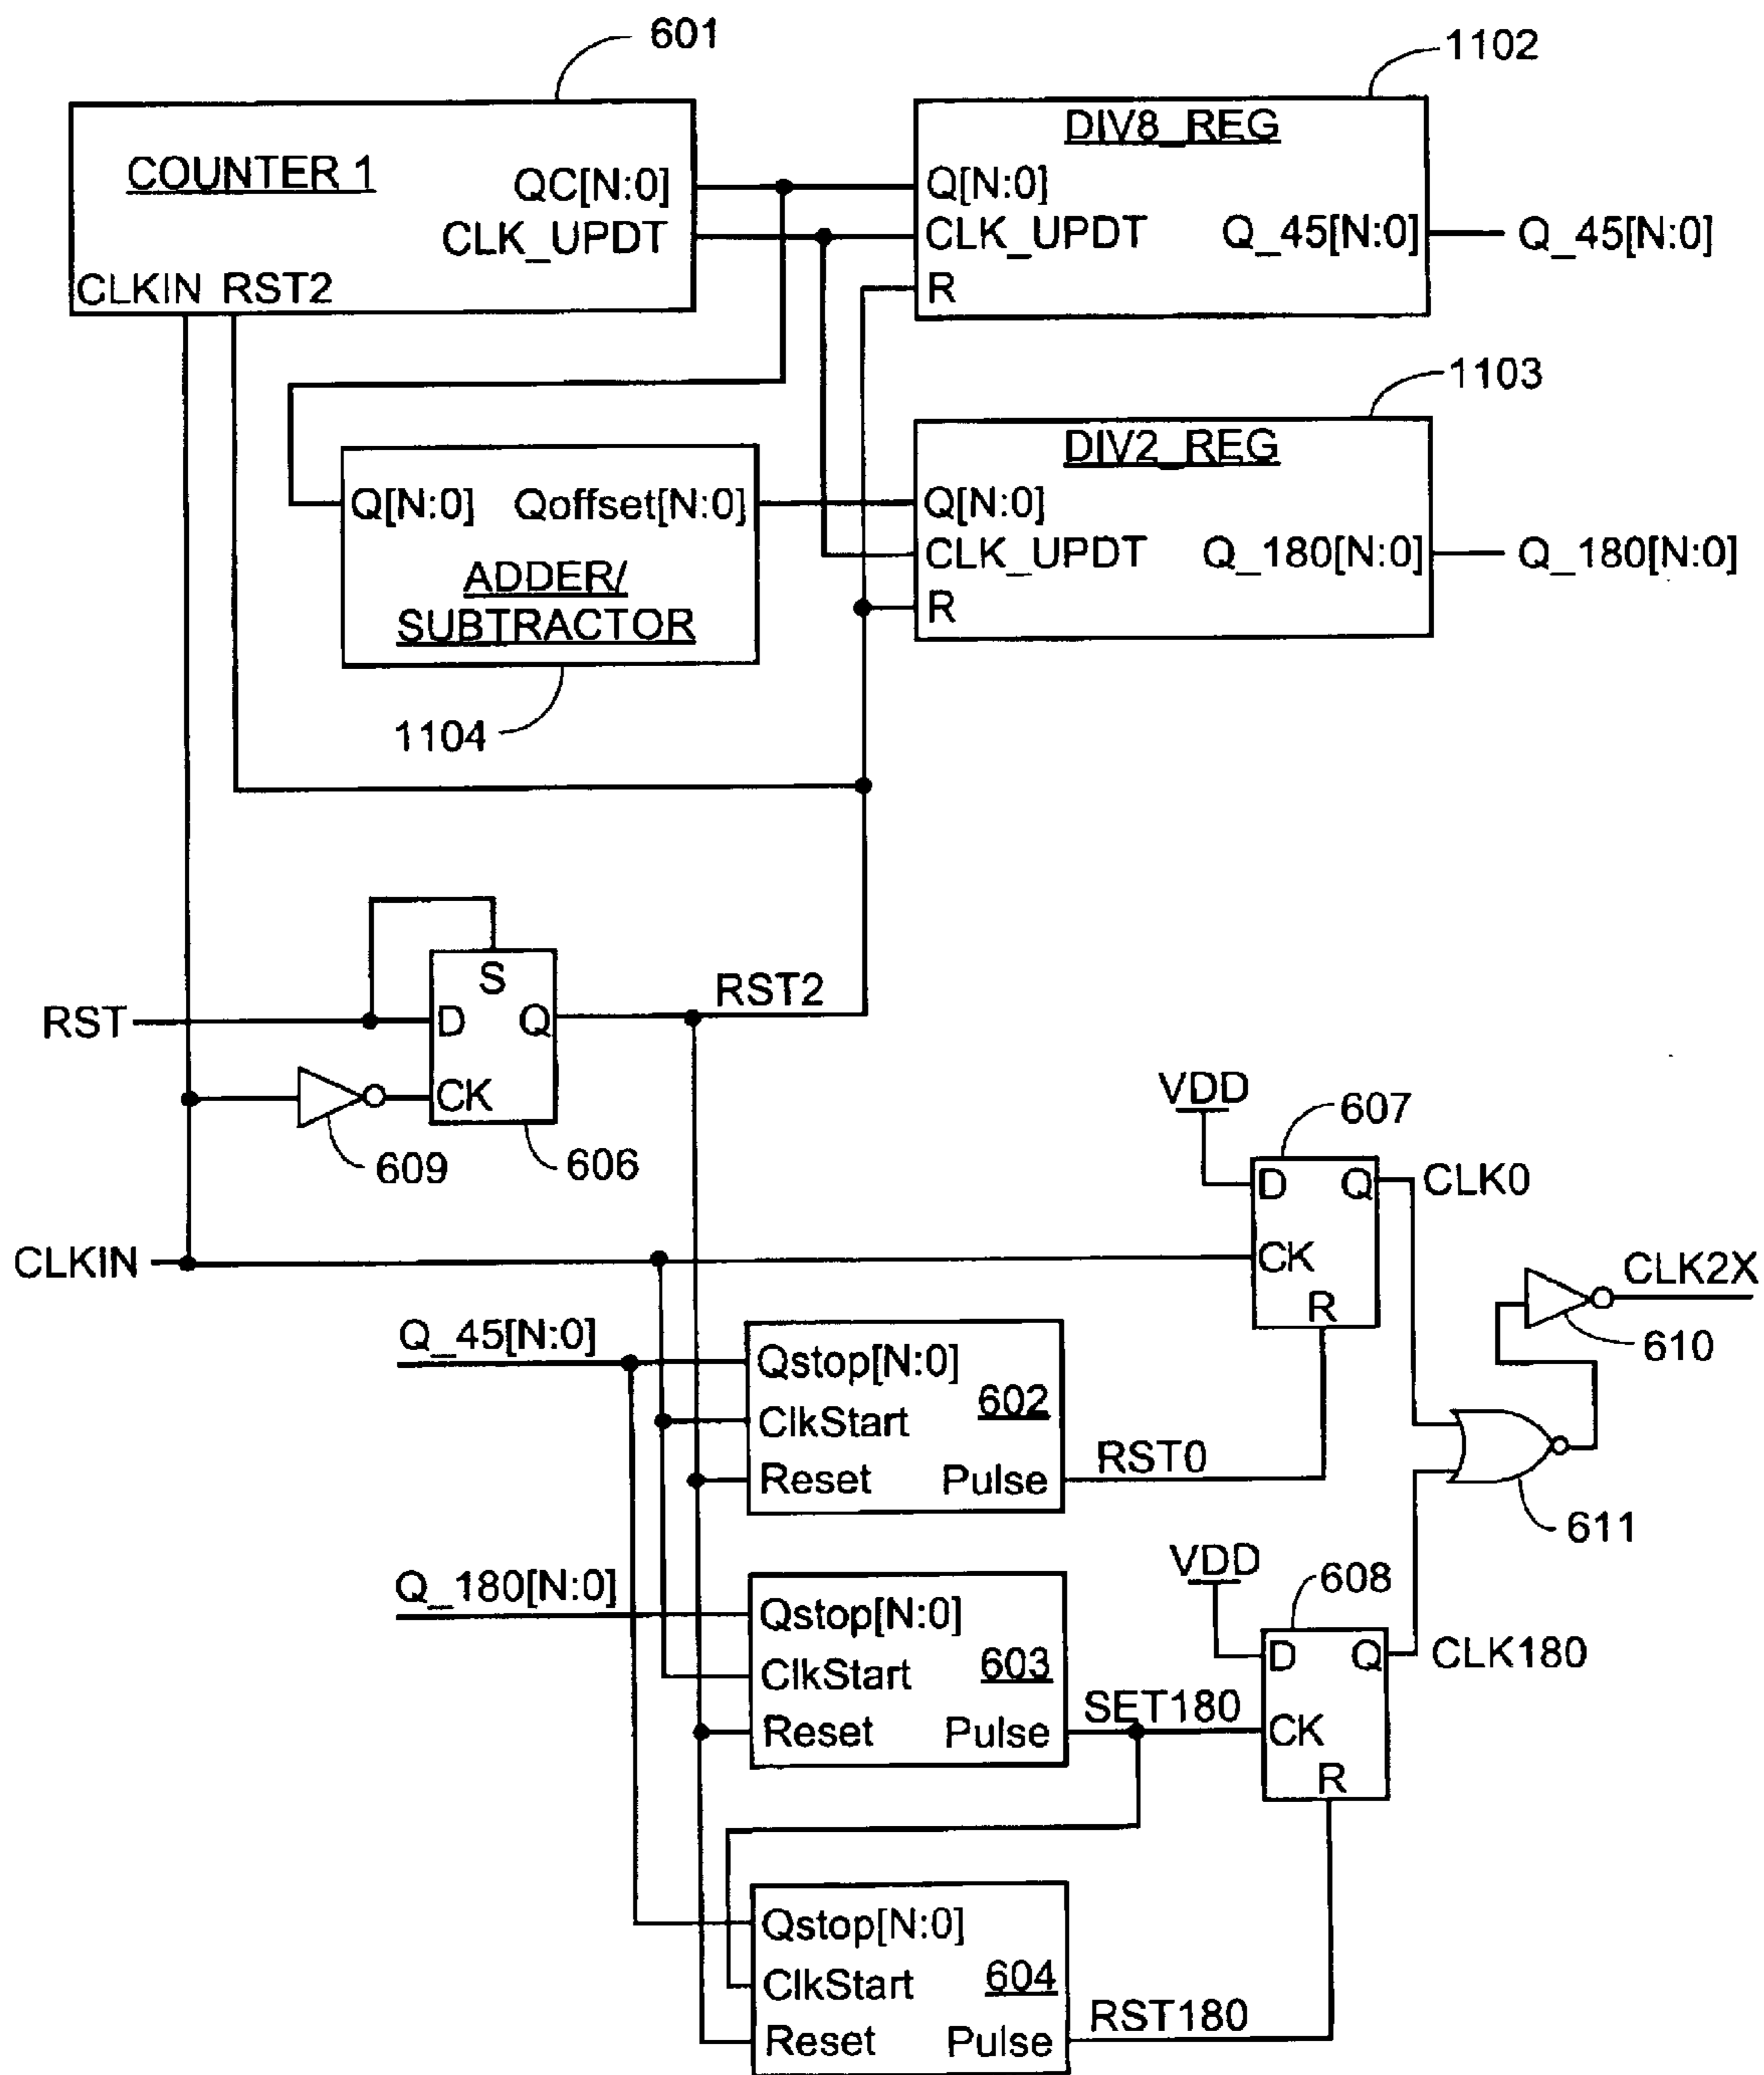 601
1102
COUNTER 1
QC[N:0]
CLK_UPDT
CLKIN RST2
DIV8_REG
Q[N:0]
CLK_UPDT Q_45[N:0]
R
Q_45[N:0]
1103
DIV2_REG
Q[N:0]
CLK_UPDT Q_180[N:0]
R
Q_180[N:0]
Q[N:0] Qoffset[N:0]
ADDER/
SUBTRACTOR
1104
RST
S
D Q
CK
RST2
609
606
VDD
607
D Q
CK
R
CLK0
CLKIN
CLK2X
610
Q_45[N:0]
Qstop[N:0]
602
ClkStart
Reset Pulse
RST0
611
VDD
608
Q_180[N:0]
Qstop[N:0]
603
ClkStart
Reset Pulse
SET180
D Q
CK
R
CLK180
Qstop[N:0]
604
ClkStart
Reset Pulse
RST180